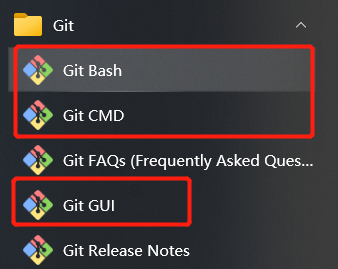 Git
Git Bash
Git CMD
Git FAQs (Frequently Asked Ques...
Git GUI
Git Release Notes